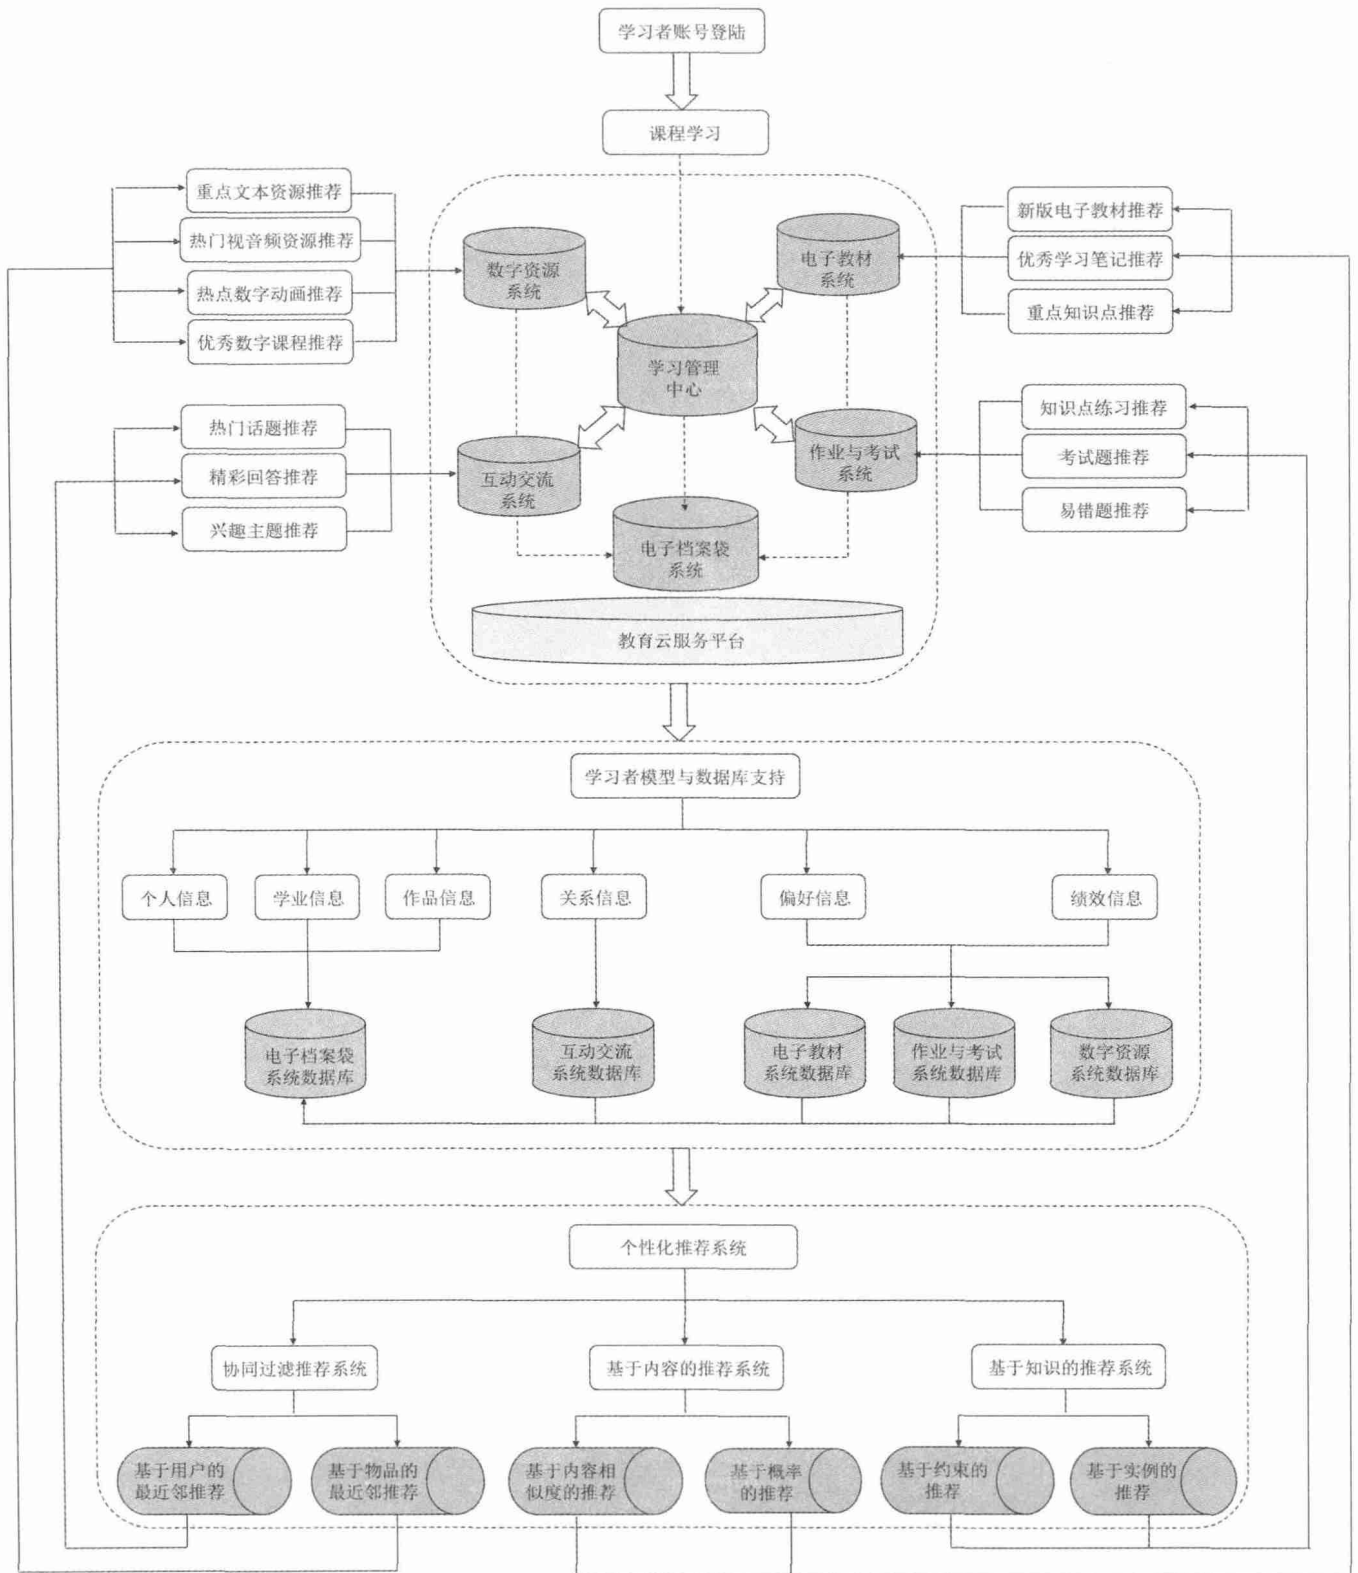 学习者账号登陆
课程学习
重点文本资源推荐
热门视音频资源推荐
热点数字动画推荐
优秀数字课程推荐
热门话题推荐
精彩回答推荐
兴趣主题推荐
数字资源
系统
电子教材
系统
学习管理
中心
互动交流
系统
作业与考试
系统
电子档案袋
系统
教育云服务平台
新版电子教材推荐
优秀学习笔记推荐
重点知识点推荐
知识点练习推荐
考试题推荐
易错题推荐
学习者模型与数据库支持
个人信息
学业信息
作品信息
关系信息
偏好信息
绩效信息
电子档案袋
系统数据库
互动交流
系统数据库
电子教材
系统数据库
作业与考试
系统数据库
数字资源
系统数据库
个性化推荐系统
协同过滤推荐系统
基于内容的推荐系统
基于知识的推荐系统
基于用户的
最近邻推荐
基于物品的
最近邻推荐
基于内容相
似度的推荐
基于概率
的推荐
基于约束的
推荐
基于实例的
推荐